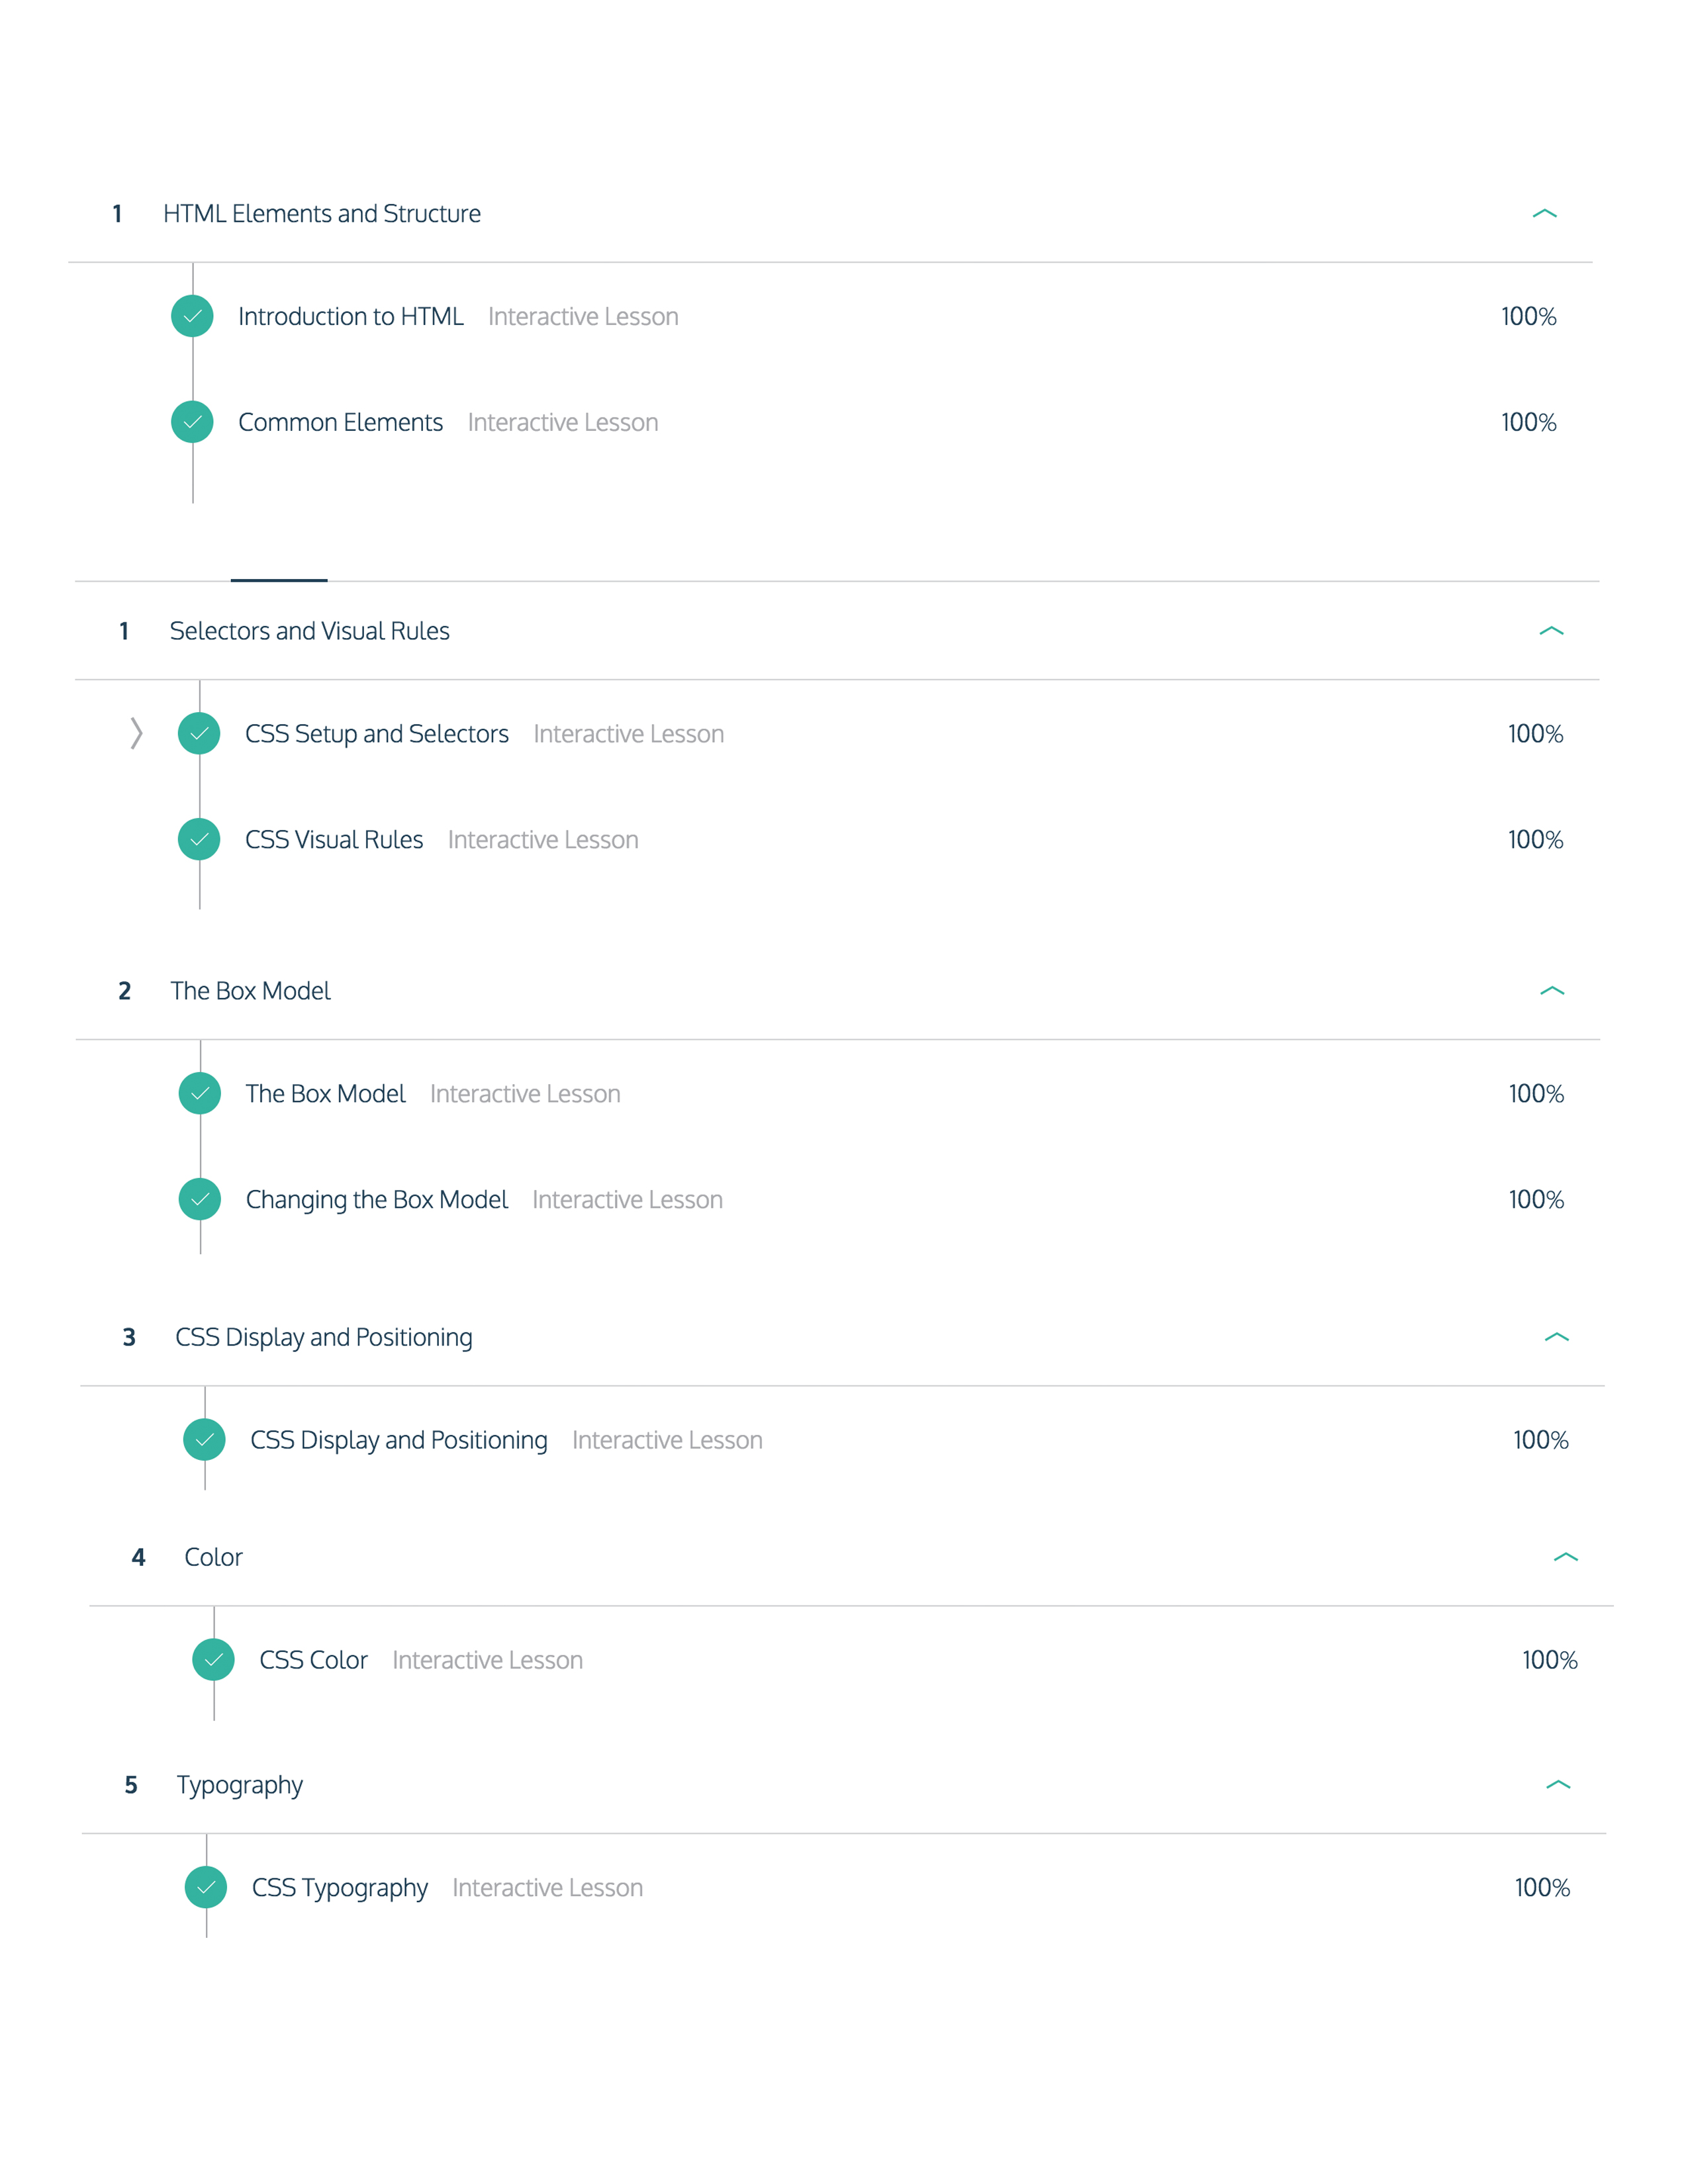 1 HTML Elements and Structure
Introduction to HTML Interactive Lesson 100%
Common Elements Interactive Lesson 100%
1 Selectors and Visual Rules
CSS Setup and Selectors Interactive Lesson 100%
CSS Visual Rules Interactive Lesson 100%
2 The Box Model
The Box Model Interactive Lesson 100%
Changing the Box Model Interactive Lesson 100%
3 CSS Display and Positioning
CSS Display and Positioning Interactive Lesson 100%
4 Color
CSS Color Interactive Lesson 100%
5 Typography
CSS Typography Interactive Lesson 100%